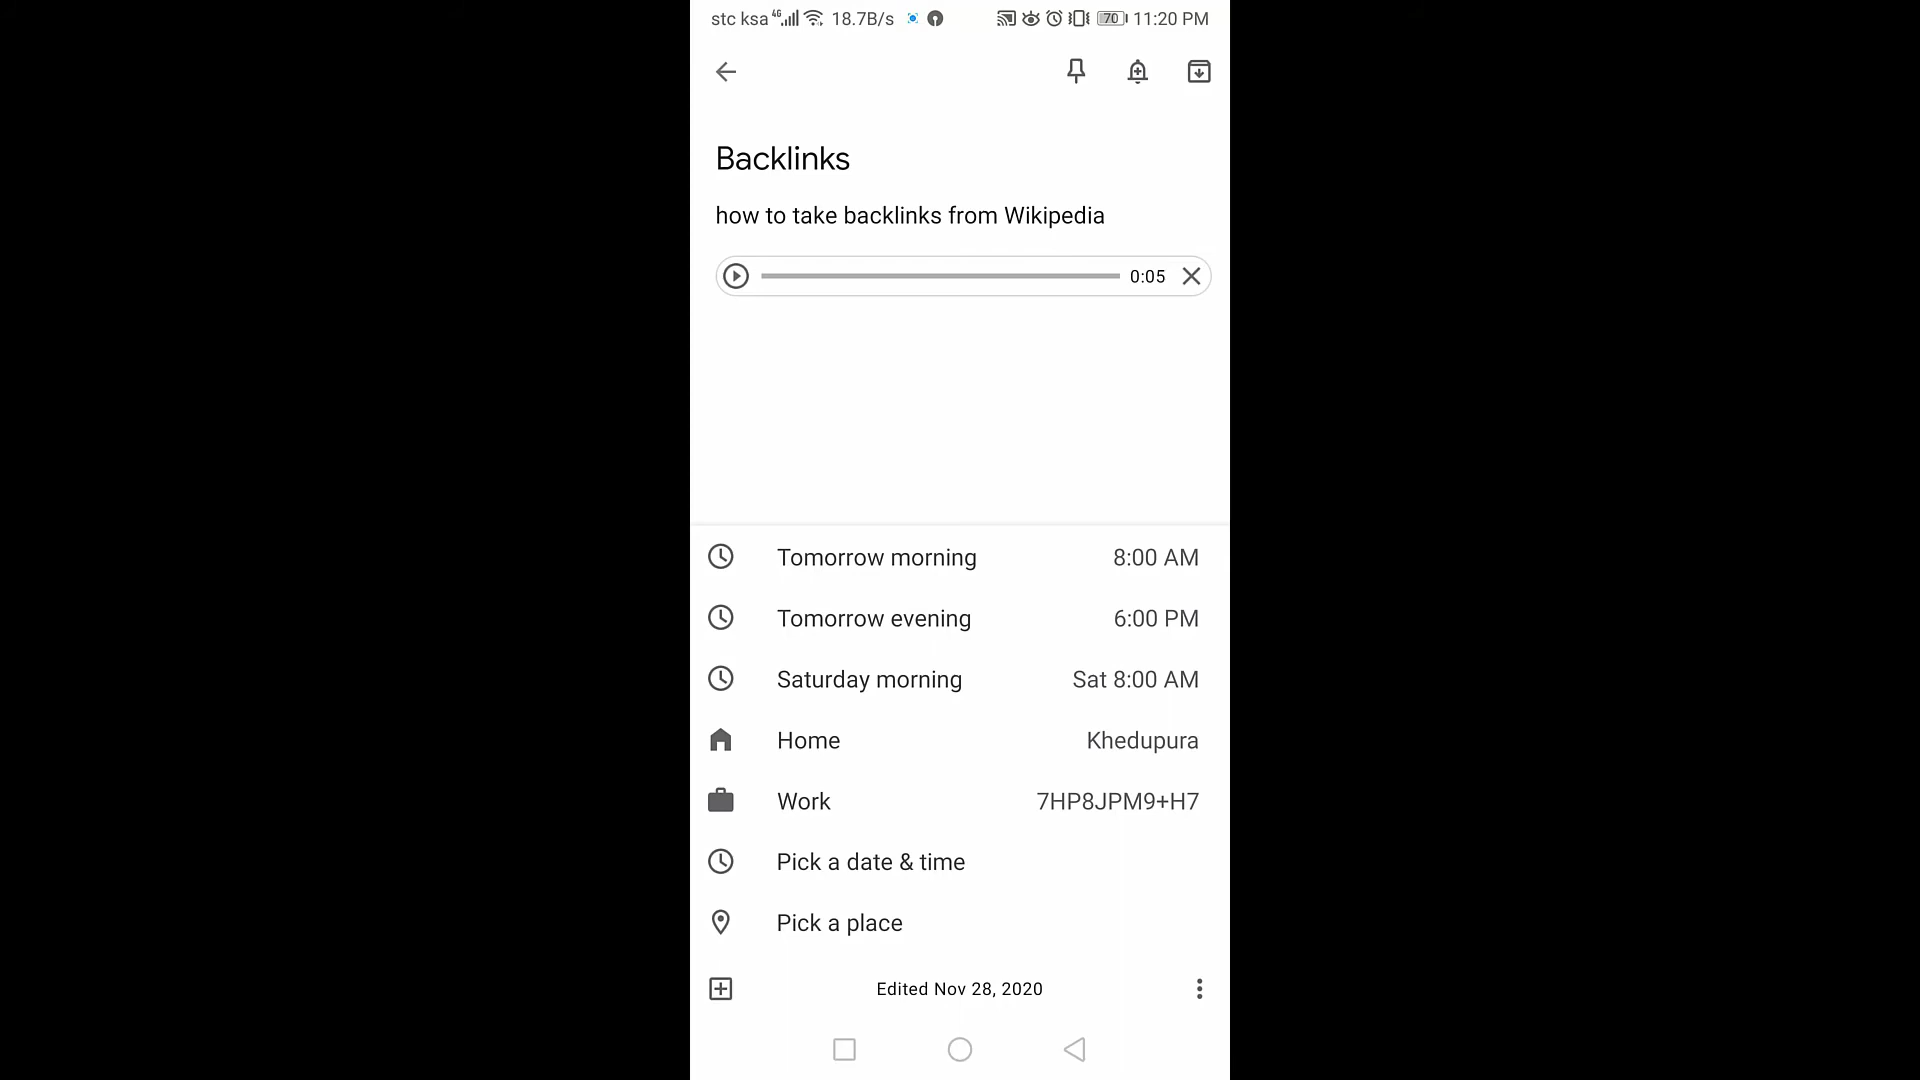 stc ksa 4G 18.7B/s 70 11:20 PM
Backlinks
how to take backlinks from Wikipedia
0:05
Tomorrow morning 8:00 AM
Tomorrow evening 6:00 PM
Saturday morning Sat 8:00 AM
Home Khedupura
Work 7HP8JPM9+H7
Pick a date & time
Pick a place
Edited Nov 28, 2020